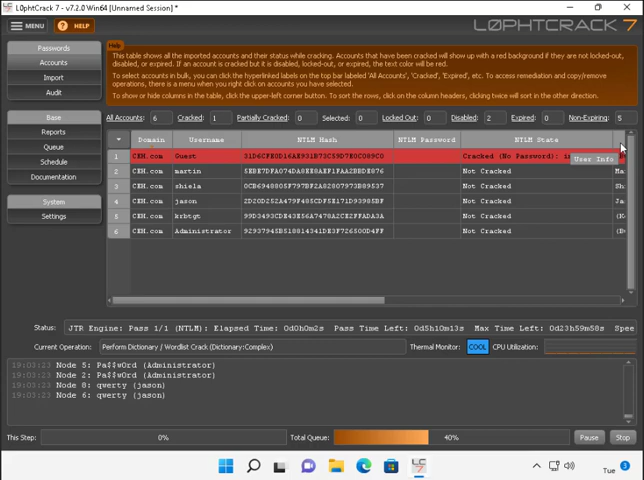 L0phtCrack 7 - v7.2.0 Win64 [Unnamed Session] *
MENU
HELP
L0PHTCRACK 7
Passwords
Accounts
Import
Audit
Base
Reports
Queue
Schedule
Documentation
System
Settings
Help
This table shows all the imported accounts and their status while cracking. Accounts that have been cracked will show up with a red background if they are not locked-out,
disabled, or expired. If an account is cracked but it is disabled, locked-out, or expired, the text color will be red.
To select accounts in bulk, you can click the hyperlinked labels on the top bar labeled 'All Accounts', 'Cracked', 'Expired', etc. To access remediation and copy/remove
operations, there is a menu when you right click on accounts you have selected.
To show or hide columns in the table, click the upper-left corner button. To sort the rows, click on the column headers, clicking twice will sort in the other direction.
All Accounts: 6 Cracked: 1 Partially Cracked: 0 Selected: 0 Locked Out: 0 Disabled: 2 Expired: 0 Non-Expiring: 5
Domain Username NTLM Hash NTLM Password NTLM State
1 CEH.com Guest 31D6CFE0D16AE931B73C59D7E0C089C0 Cracked (No Password): in
User Info
2 CEH.com martin 5EBE7DFA074DA8EE8AEF1FAA2BBDE876 Not Cracked Ma
3 CEH.com shiela 0CB6948805F797BF2A82807973B89537 Not Cracked Shi
4 CEH.com jason 2D20D252A479F485CDF5E171D93985BF Not Cracked Ja
5 CEH.com krbtgt Not Cracked (K
6 CEH.com Administrator 92937945B518814341DE3F726500D4FF Not Cracked
Status: JTR Engine: Pass 1/1 (NTLM): Elapsed Time: 0d0h0m2s Pass Time Left: 0d5h10m13s Max Time Left: 0d23h59m58s Spee
Current Operation: Perform Dictionary / Wordlist Crack (Dictionary:Complex) Thermal Monitor: COOL CPU Utilization:
19:03:23 Node 5: Pa$$w0rd (Administrator)
19:03:23 Node 2: Pa$$w0rd (Administrator)
19:03:23 Node 8: qwerty (jason)
19:03:23 Node 6: qwerty (jason)
This Step: 0% Total Queue: 40% Pause Stop
Tue 3